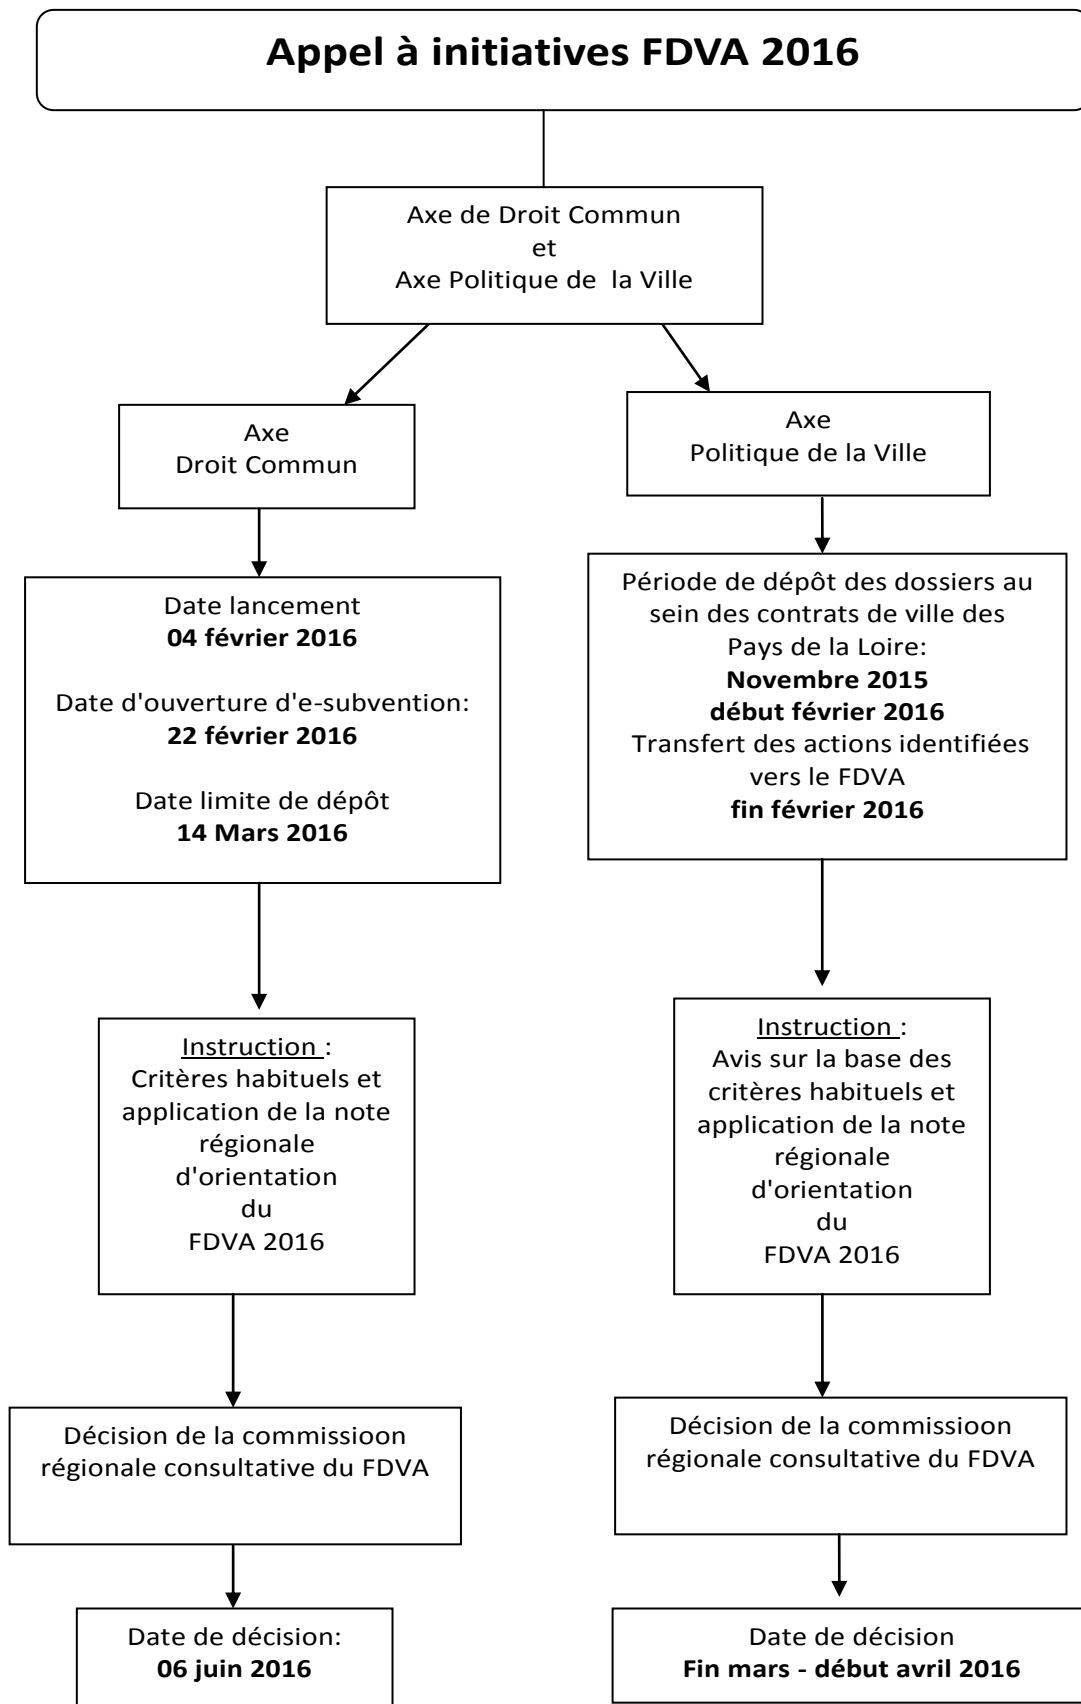 Appel à initiatives FDVA 2016
Axe de Droit Commun
et
Axe Politique de la Ville
Axe
Droit Commun
Date lancement
04 février 2016
Date d'ouverture d'e-subvention:
22 février 2016
Date limite de dépôt
14 Mars 2016
Instruction :
Critères habituels et
application de la note
régionale
d'orientation
du
FDVA 2016
Décision de la commissioon
régionale consultative du FDVA
Date de décision:
06 juin 2016
Axe
Politique de la Ville
Période de dépôt des dossiers au
sein des contrats de ville des
Pays de la Loire:
Novembre 2015
début février 2016
Transfert des actions identifiées
vers le FDVA
fin février 2016
Instruction :
Avis sur la base des
critères habituels et
application de la note
régionale
d'orientation
du
FDVA 2016
Décision de la commissioon
régionale consultative du FDVA
Date de décision
Fin mars - début avril 2016